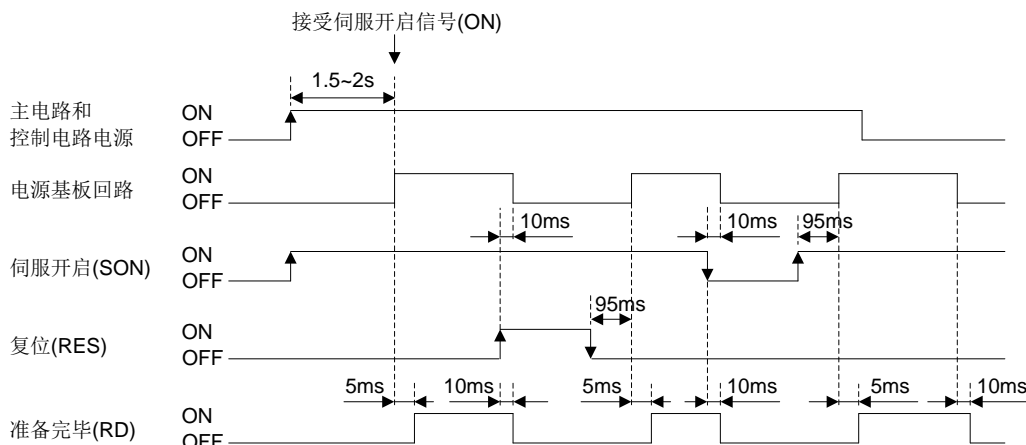 接受伺服开启信号(ON)
1.5~2s
主电路和
控制电路电源
ON
OFF
电源基板回路
ON
OFF
10ms
10ms
95ms
伺服开启(SON)
ON
OFF
95ms
复位(RES)
ON
OFF
5ms
10ms
5ms
10ms
5ms
10ms
准备完毕(RD)
ON
OFF